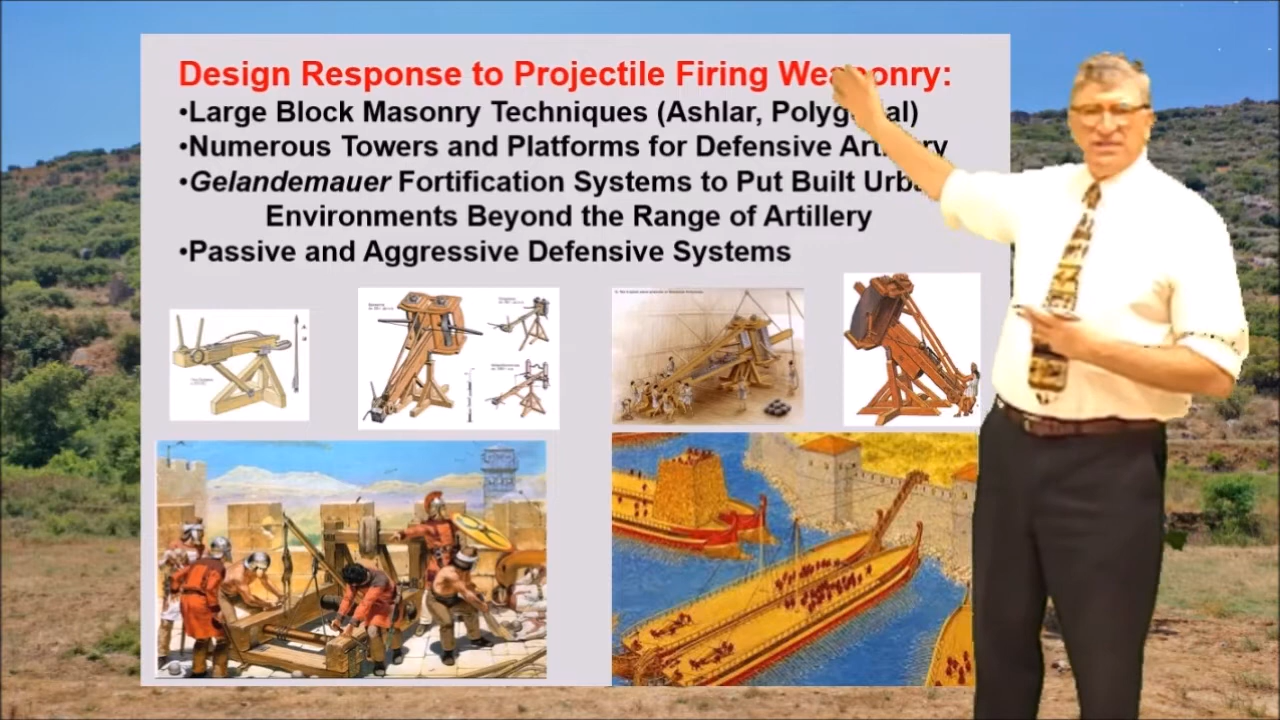 Design Response to Projectile Firing Weaponry:
•Large Block Masonry Techniques (Ashlar, Polygonal)
•Numerous Towers and Platforms for Defensive Artillery
•Gelandemauer Fortification Systems to Put Built Urban
Environments Beyond the Range of Artillery
•Passive and Aggressive Defensive Systems